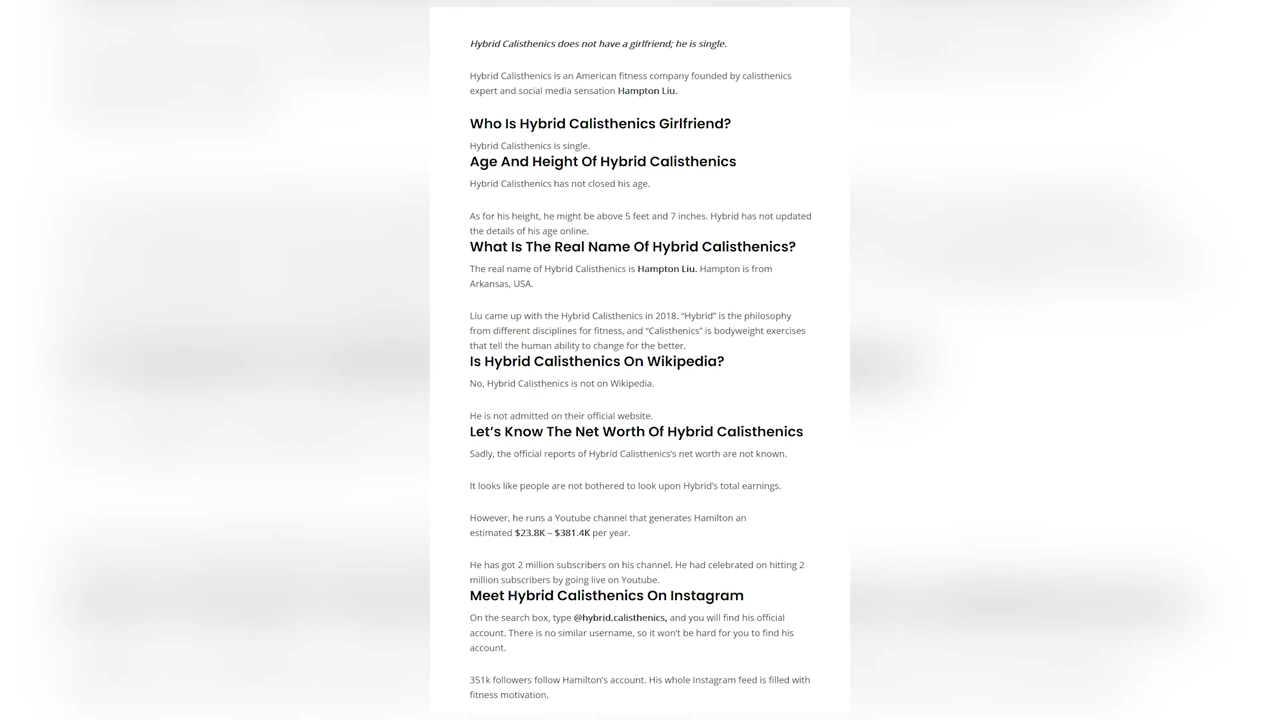 Hybrid Calisthenics does not have a girlfriend; he is single.
Hybrid Calisthenics is an American fitness company founded by calisthenics
expert and social media sensation Hampton Liu.
Who Is Hybrid Calisthenics Girlfriend?
Hybrid Calisthenics is single.
Age And Height Of Hybrid Calisthenics
Hybrid Calisthenics has not closed his age.
As for his height, he might be above 5 feet and 7 inches. Hybrid has not updated
the details of his age online.
What Is The Real Name Of Hybrid Calisthenics?
The real name of Hybrid Calisthenics is Hampton Liu. Hampton is from
Arkansas, USA.
Liu came up with the Hybrid Calisthenics in 2018. “Hybrid” is the philosophy
from different disciplines for fitness, and “Calisthenics” is bodyweight exercises
that tell the human ability to change for the better.
Is Hybrid Calisthenics On Wikipedia?
No, Hybrid Calisthenics is not on Wikipedia.
He is not admitted on their official website.
Let’s Know The Net Worth Of Hybrid Calisthenics
Sadly, the official reports of Hybrid Calisthenics’s net worth are not known.
It looks like people are not bothered to look upon Hybrid’s total earnings.
However, he runs a Youtube channel that generates Hamilton an
estimated $23.8K – $381.4K per year.
He has got 2 million subscribers on his channel. He had celebrated on hitting 2
million subscribers by going live on Youtube.
Meet Hybrid Calisthenics On Instagram
On the search box, type @hybrid.calisthenics, and you will find his official
account. There is no similar username, so it won’t be hard for you to find his
account.
351k followers follow Hamilton’s account. His whole Instagram feed is filled with
fitness motivation.